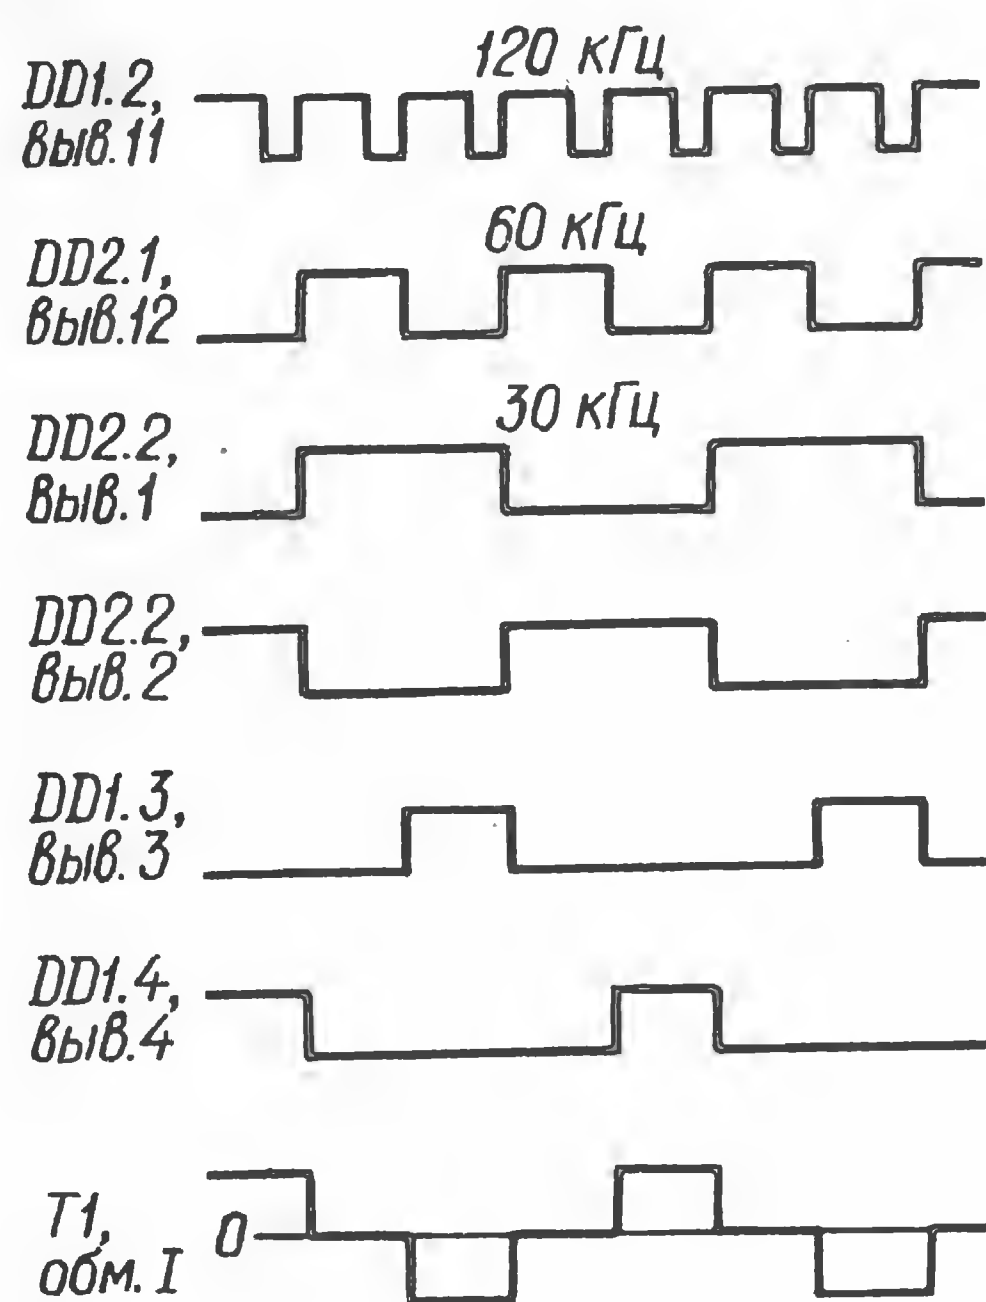 120 кГц
DD1.2,
выв.11
60 кГц
DD2.1,
выв.12
30 кГц
DD2.2,
выв.1
DD2.2,
выв.2
DD1.3,
выв.3
DD1.4,
выв.4
T1,
обм. I
0